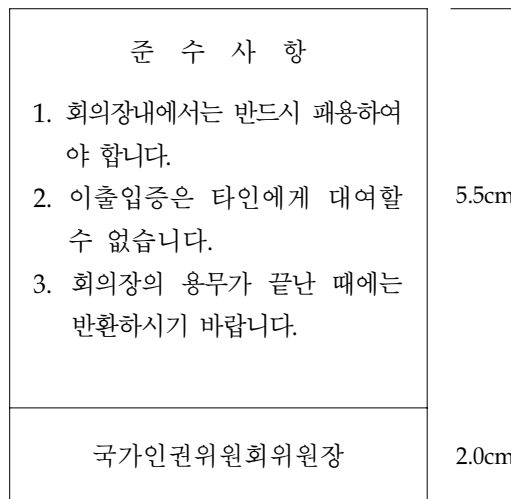 준 수 사 항
1. 회의장내에서는 반드시 패용하여
야 합니다.
2. 이출입증은 타인에게 대여할
수 없습니다.
5.5cm
3. 회의장의 용무가 끝난 때에는
반환하시기 바랍니다.
국가인권위원회위원장
2.0cm